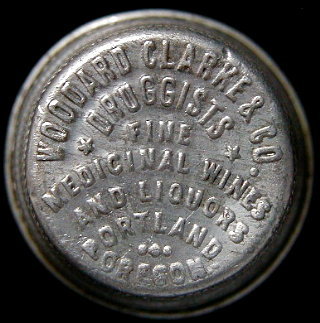 WOODARD CLARKE & CO.
DRUGGISTS
FINE
MEDICINAL WINES
AND LIQUORS
PORTLAND
OREGON